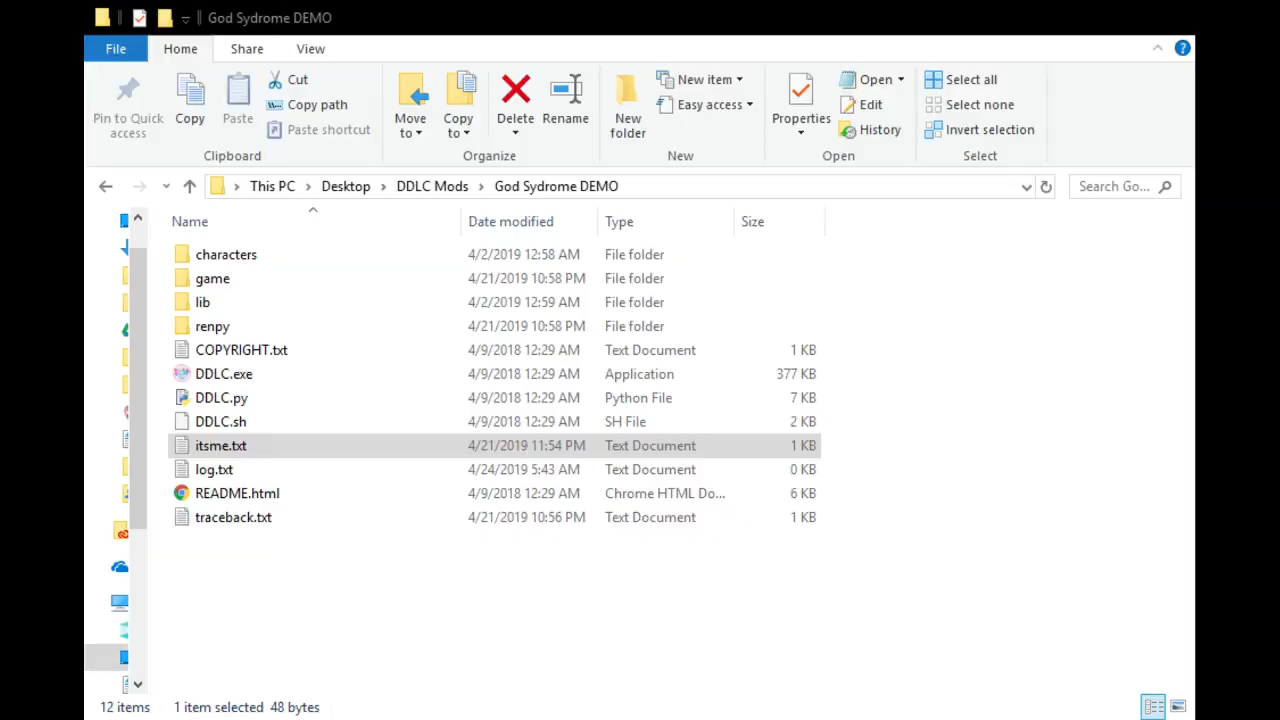 God Sydrome DEMO
File Home Share View
Pin to Quick access
Copy
Paste
Cut
Copy path
Paste shortcut
Clipboard
Move to
Copy to
Delete
Rename
Organize
New folder
New item
Easy access
New
Properties
Open
Edit
History
Open
Select all
Select none
Invert selection
Select
This PC > Desktop > DDLC Mods > God Sydrome DEMO
Search Go...
Name Date modified Type Size
characters 4/2/2019 12:58 AM File folder
game 4/21/2019 10:58 PM File folder
lib 4/2/2019 12:59 AM File folder
renpy 4/21/2019 10:58 PM File folder
COPYRIGHT.txt 4/9/2018 12:29 AM Text Document 1 KB
DDLC.exe 4/9/2018 12:29 AM Application 377 KB
DDLC.py 4/9/2018 12:29 AM Python File 7 KB
DDLC.sh 4/9/2018 12:29 AM SH File 2 KB
itsme.txt 4/21/2019 11:54 PM Text Document 1 KB
log.txt 4/24/2019 5:43 AM Text Document 0 KB
README.html 4/9/2018 12:29 AM Chrome HTML Do... 6 KB
traceback.txt 4/21/2019 10:56 PM Text Document 1 KB
12 items 1 item selected 48 bytes